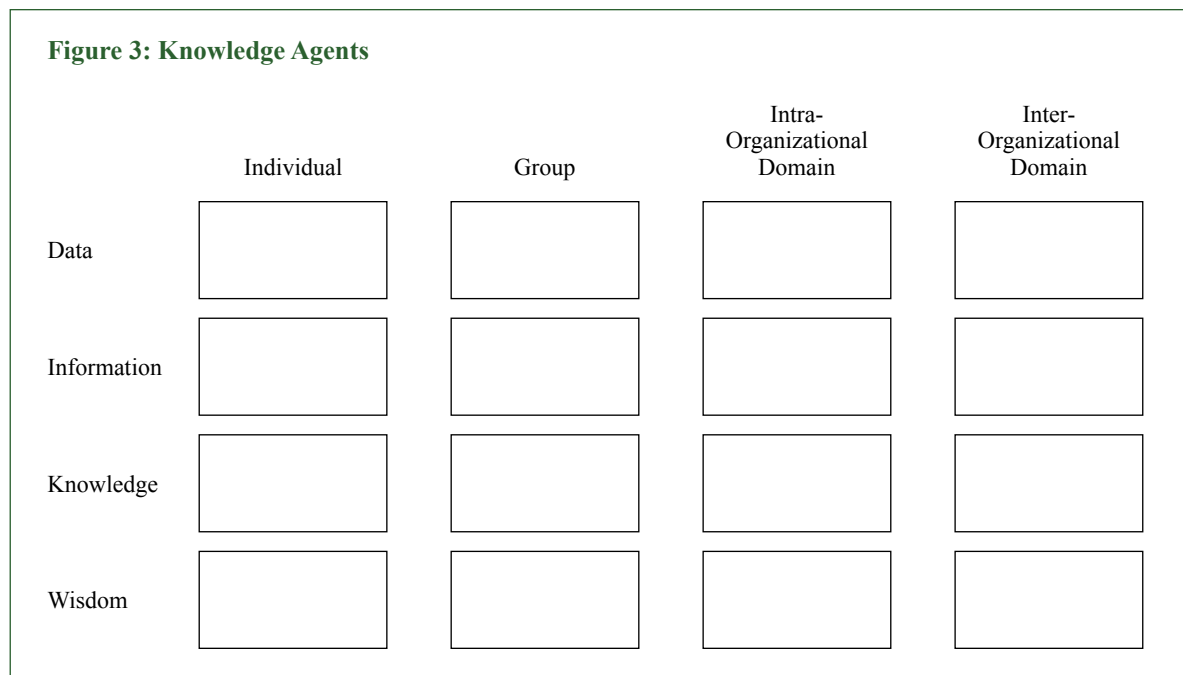 Figure 3: Knowledge Agents
Intra-
Organizational
Domain
Inter-
Organizational
Domain
Individual
Group
Data
Information
Knowledge
Wisdom